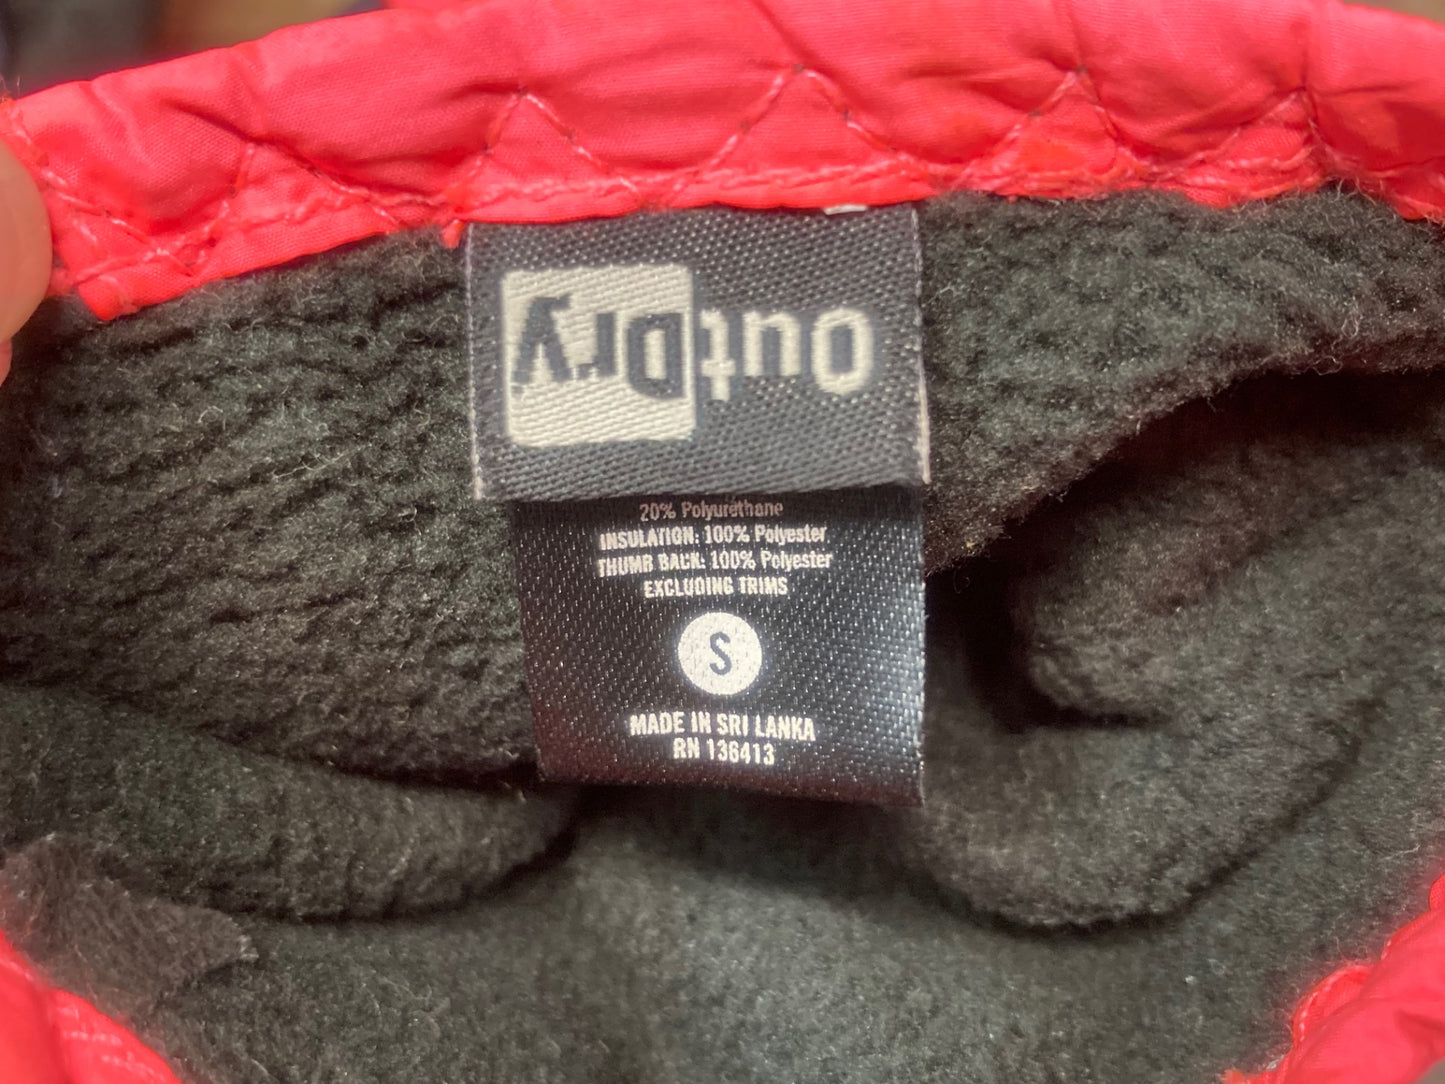 OutDry
20% Polyurethane
INSULATION: 100% Polyester
THUMB BACK: 100% Polyester
EXCLUDING TRIMS
S
MADE IN SRI LANKA
RN 136413